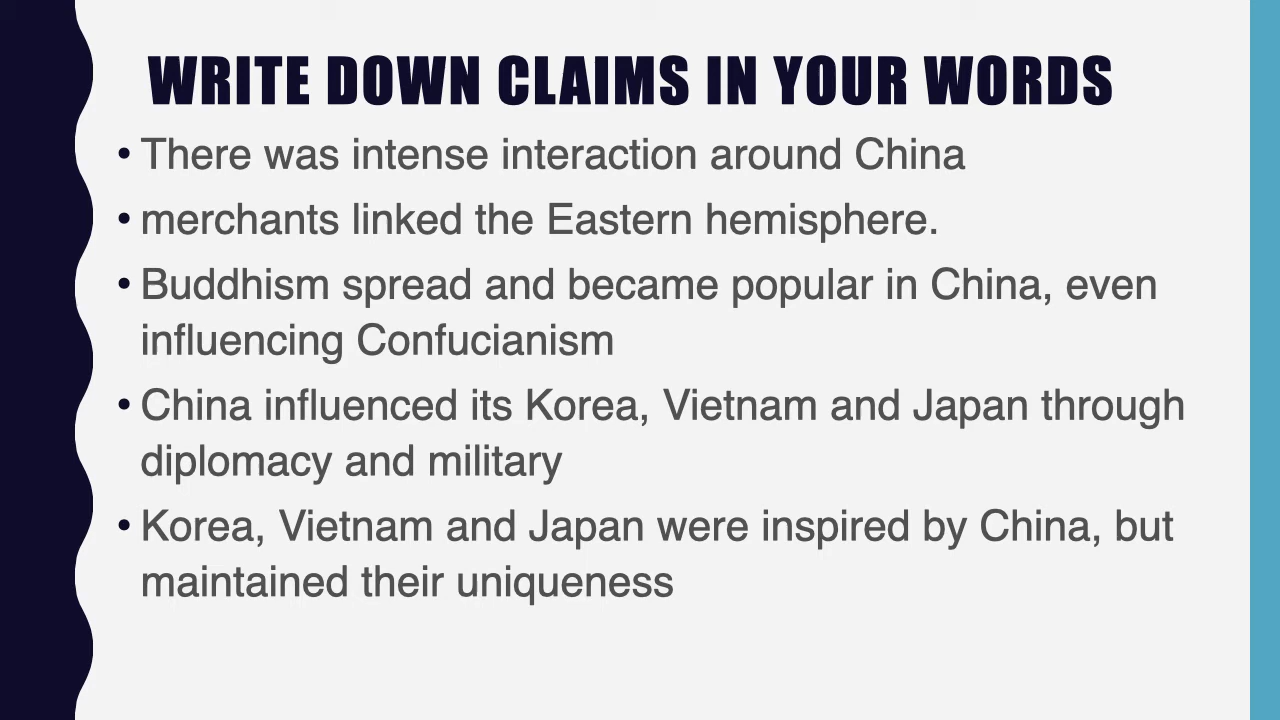 WRITE DOWN CLAIMS IN YOUR WORDS
• There was intense interaction around China
• merchants linked the Eastern hemisphere.
• Buddhism spread and became popular in China, even
influencing Confucianism
• China influenced its Korea, Vietnam and Japan through
diplomacy and military
• Korea, Vietnam and Japan were inspired by China, but
maintained their uniqueness